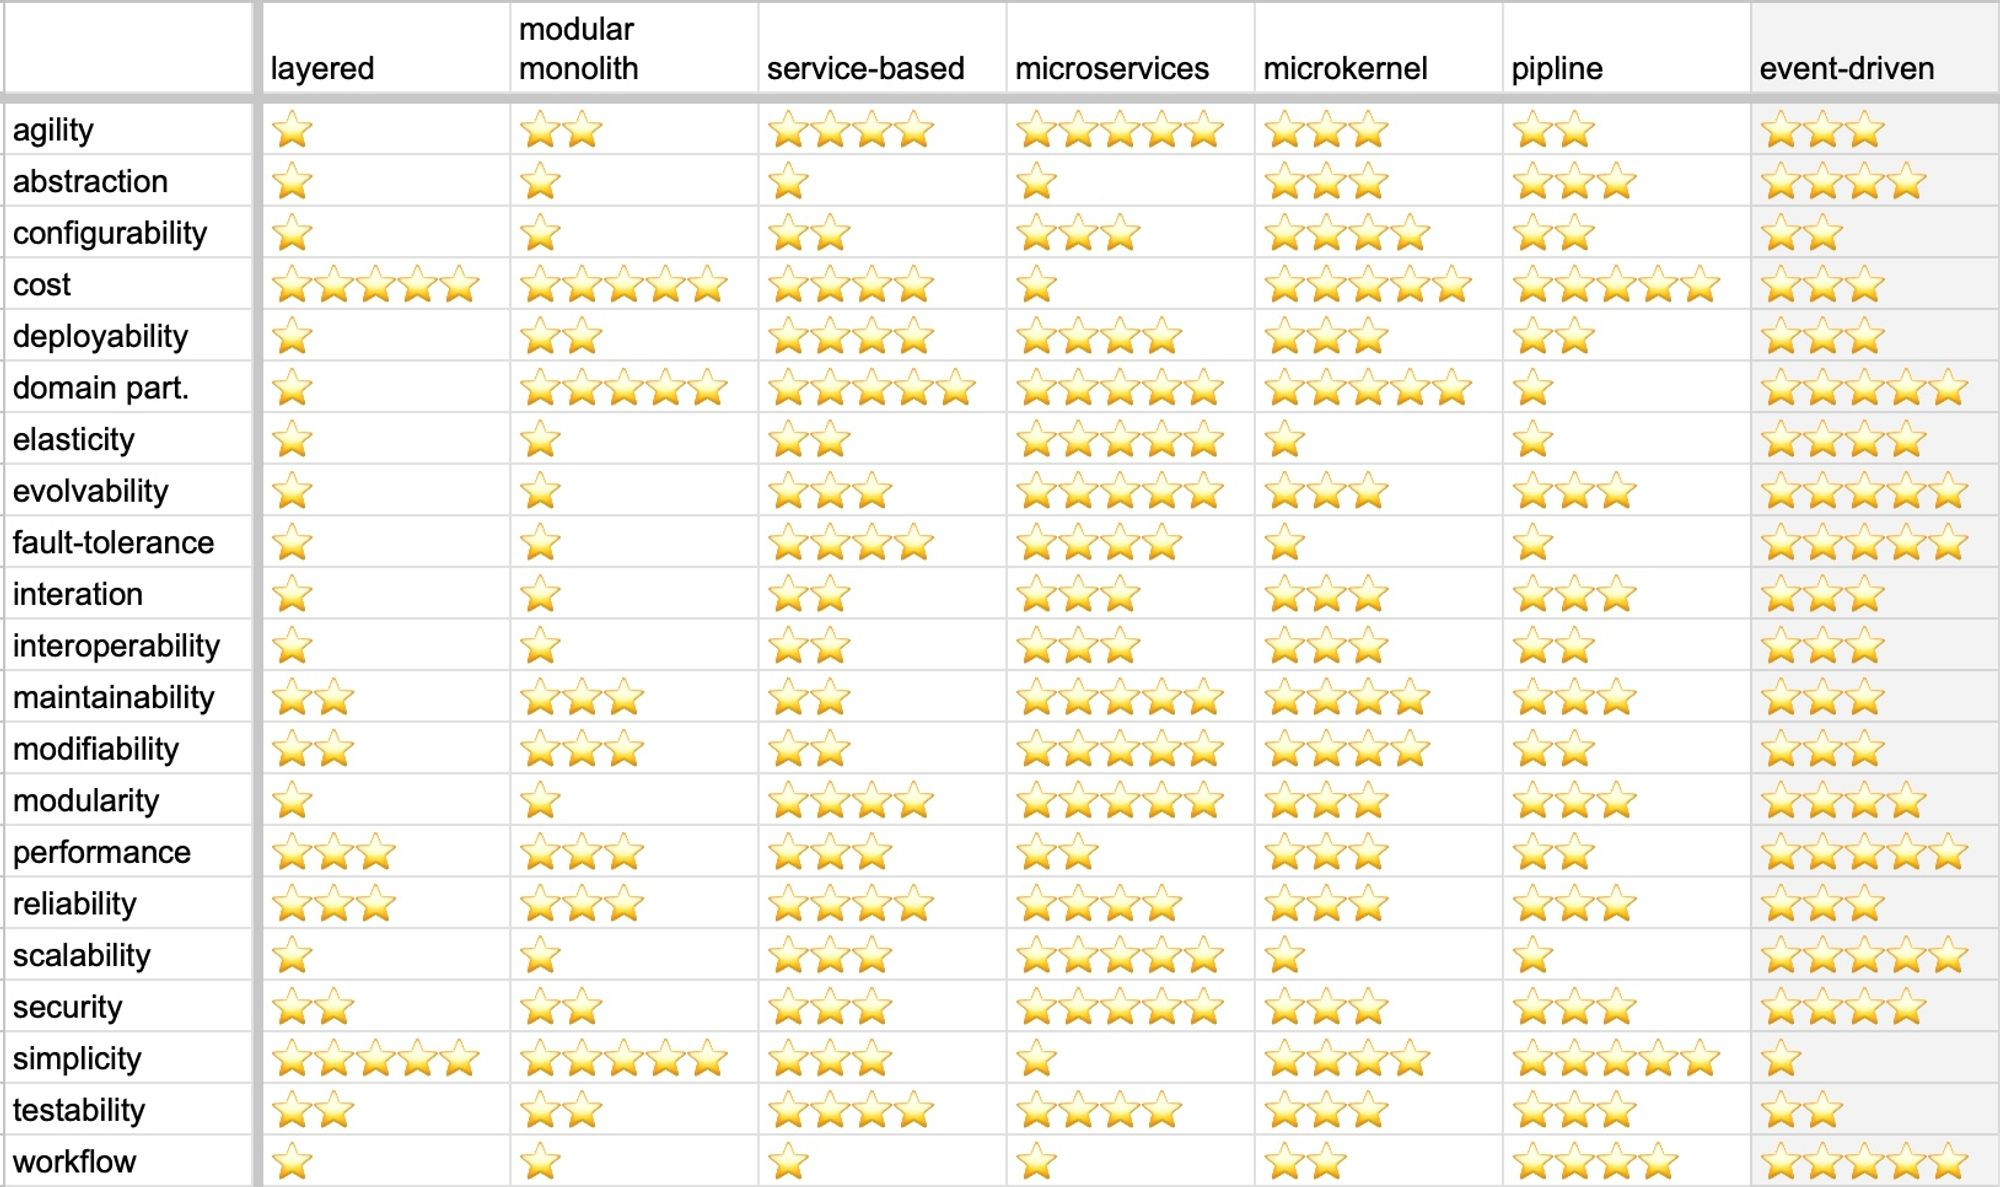 layered modular monolith service-based microservices microkernel pipline event-driven
agility ⭐ ⭐⭐ ⭐⭐⭐⭐ ⭐⭐⭐⭐⭐ ⭐⭐⭐ ⭐⭐ ⭐⭐⭐
abstraction ⭐ ⭐ ⭐ ⭐ ⭐⭐⭐ ⭐⭐⭐ ⭐⭐⭐⭐
configurability ⭐ ⭐ ⭐⭐ ⭐⭐⭐ ⭐⭐⭐⭐ ⭐⭐ ⭐⭐
cost ⭐⭐⭐⭐⭐ ⭐⭐⭐⭐⭐ ⭐⭐⭐⭐ ⭐ ⭐⭐⭐⭐⭐ ⭐⭐⭐⭐⭐ ⭐⭐⭐
deployability ⭐ ⭐⭐ ⭐⭐⭐⭐ ⭐⭐⭐⭐ ⭐⭐⭐ ⭐⭐ ⭐⭐⭐
domain part. ⭐ ⭐⭐⭐⭐⭐ ⭐⭐⭐⭐⭐ ⭐⭐⭐⭐⭐ ⭐⭐⭐⭐⭐ ⭐ ⭐⭐⭐⭐⭐
elasticity ⭐ ⭐ ⭐⭐ ⭐⭐⭐⭐⭐ ⭐ ⭐ ⭐⭐⭐⭐
evolvability ⭐ ⭐ ⭐⭐⭐ ⭐⭐⭐⭐⭐ ⭐⭐⭐ ⭐⭐⭐ ⭐⭐⭐⭐⭐
fault-tolerance ⭐ ⭐ ⭐⭐⭐⭐ ⭐⭐⭐⭐ ⭐ ⭐ ⭐⭐⭐⭐⭐
interation ⭐ ⭐ ⭐⭐ ⭐⭐⭐ ⭐⭐⭐ ⭐⭐⭐ ⭐⭐⭐
interoperability ⭐ ⭐ ⭐⭐ ⭐⭐⭐ ⭐⭐⭐ ⭐⭐ ⭐⭐⭐
maintainability ⭐⭐ ⭐⭐⭐ ⭐⭐ ⭐⭐⭐⭐⭐ ⭐⭐⭐⭐ ⭐⭐⭐ ⭐⭐⭐
modifiability ⭐⭐ ⭐⭐⭐ ⭐⭐ ⭐⭐⭐⭐⭐ ⭐⭐⭐⭐ ⭐⭐ ⭐⭐⭐
modularity ⭐ ⭐ ⭐⭐⭐⭐ ⭐⭐⭐⭐⭐ ⭐⭐⭐ ⭐⭐⭐ ⭐⭐⭐⭐
performance ⭐⭐⭐ ⭐⭐⭐ ⭐⭐⭐ ⭐⭐ ⭐⭐⭐ ⭐⭐ ⭐⭐⭐⭐⭐
reliability ⭐⭐⭐ ⭐⭐⭐ ⭐⭐⭐⭐ ⭐⭐⭐⭐ ⭐⭐⭐ ⭐⭐⭐ ⭐⭐⭐
scalability ⭐ ⭐ ⭐⭐⭐ ⭐⭐⭐⭐⭐ ⭐ ⭐ ⭐⭐⭐⭐⭐
security ⭐⭐ ⭐⭐ ⭐⭐⭐ ⭐⭐⭐⭐⭐ ⭐⭐⭐ ⭐⭐⭐ ⭐⭐⭐⭐
simplicity ⭐⭐⭐⭐⭐ ⭐⭐⭐⭐⭐ ⭐⭐⭐ ⭐ ⭐⭐⭐⭐ ⭐⭐⭐⭐⭐ ⭐
testability ⭐⭐ ⭐⭐ ⭐⭐⭐⭐ ⭐⭐⭐⭐ ⭐⭐⭐ ⭐⭐⭐ ⭐⭐
workflow ⭐ ⭐ ⭐ ⭐ ⭐⭐ ⭐⭐⭐⭐ ⭐⭐⭐⭐⭐